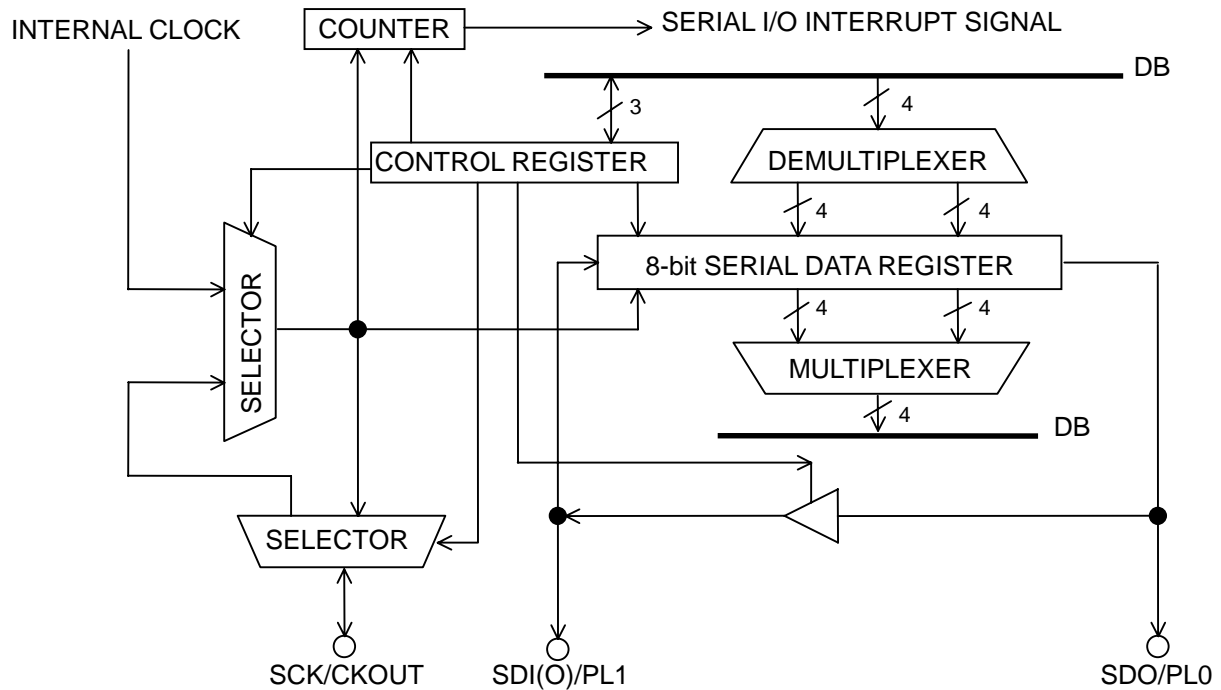 INTERNAL CLOCK
COUNTER
SERIAL I/O INTERRUPT SIGNAL
DB
3
4
CONTROL REGISTER
DEMULTIPLEXER
4
4
8-bit SERIAL DATA REGISTER
SELECTOR
4
4
MULTIPLEXER
4
DB
SELECTOR
SCK/CKOUT
SDI(O)/PL1
SDO/PL0